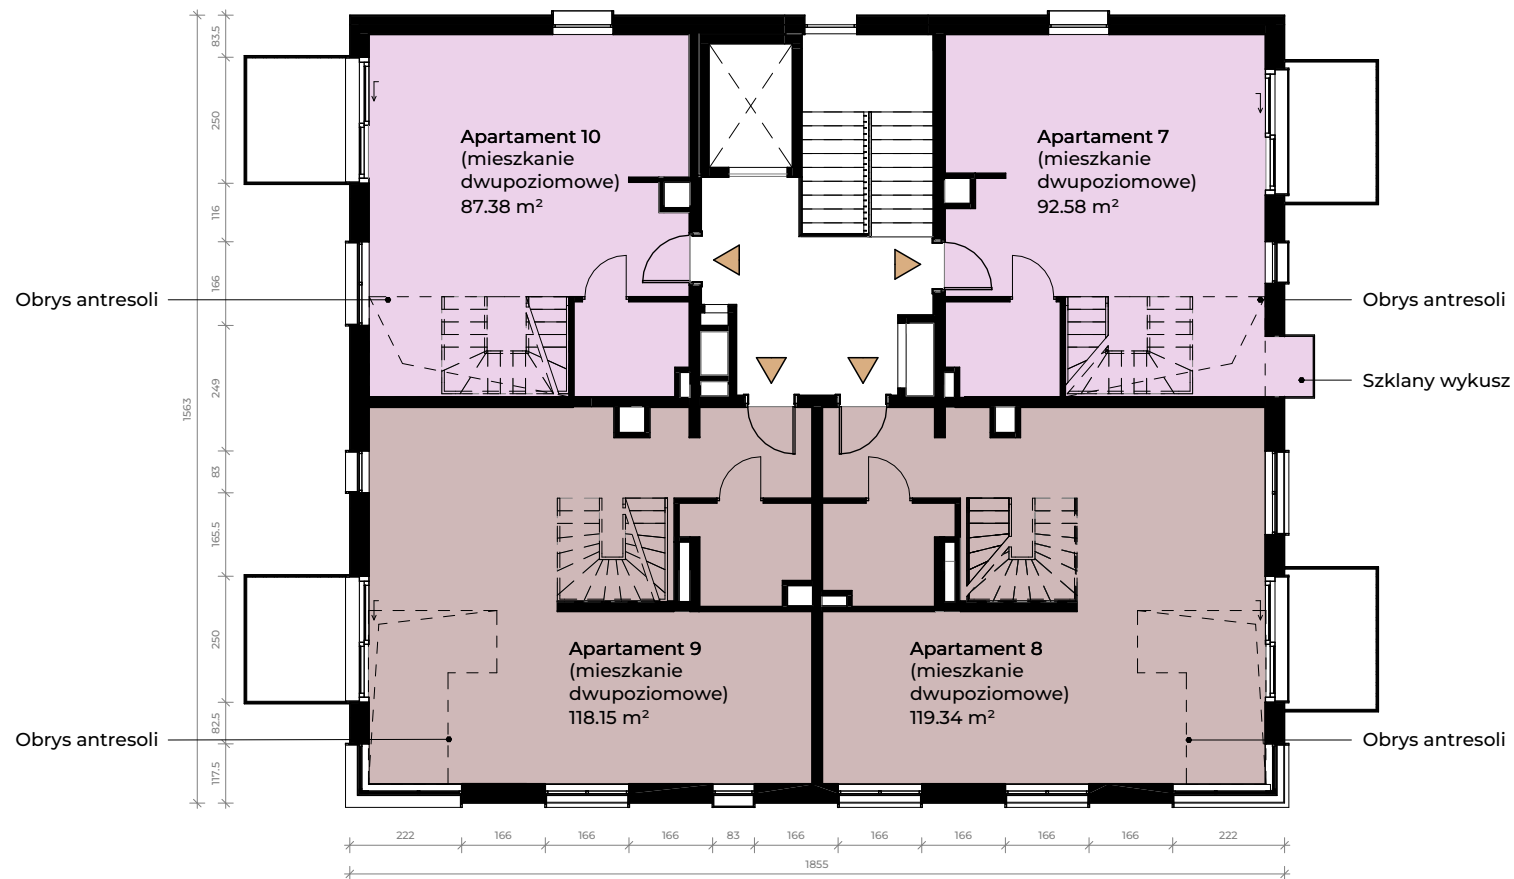 83.5
250
116
166
249
83
165.5
250
82.5
117.5
1563
Apartament 10
(mieszkanie
dwupoziomowe)
87.38 m²
Apartament 7
(mieszkanie
dwupoziomowe)
92.58 m²
Obrys antresoli
Obrys antresoli
Szklany wykusz
Apartament 9
(mieszkanie
dwupoziomowe)
118.15 m²
Apartament 8
(mieszkanie
dwupoziomowe)
119.34 m²
Obrys antresoli
Obrys antresoli
222 166 166 166 83 166 166 166 166 166 222
1855